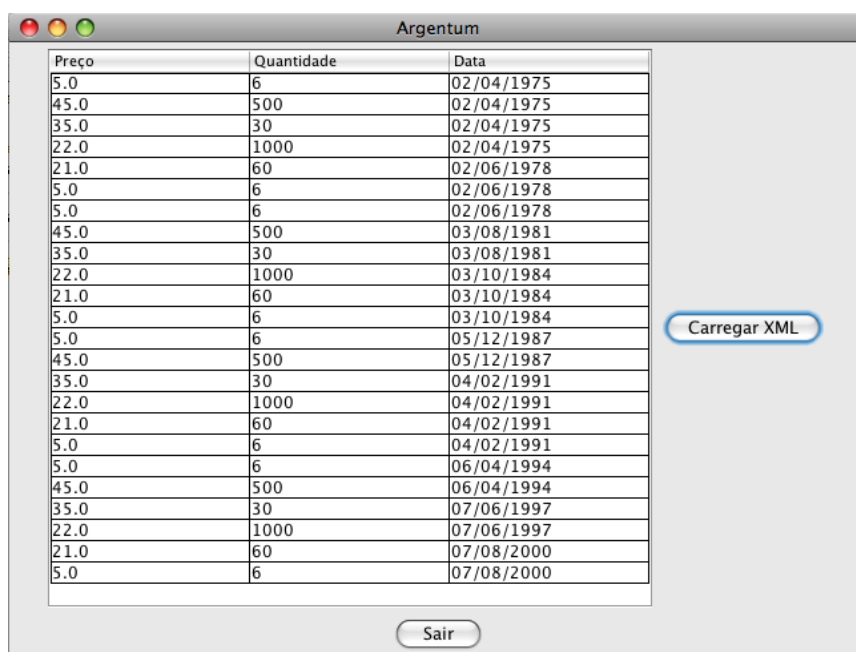 Argentum
Preço Quantidade Data
5.0 6 02/04/1975
45.0 500 02/04/1975
35.0 30 02/04/1975
22.0 1000 02/04/1975
21.0 60 02/06/1978
5.0 6 02/06/1978
5.0 6 02/06/1978
45.0 500 03/08/1981
35.0 30 03/08/1981
22.0 1000 03/10/1984
21.0 60 03/10/1984
5.0 6 03/10/1984
5.0 6 05/12/1987
45.0 500 05/12/1987
35.0 30 04/02/1991
22.0 1000 04/02/1991
21.0 60 04/02/1991
5.0 6 04/02/1991
5.0 6 06/04/1994
45.0 500 06/04/1994
35.0 30 07/06/1997
22.0 1000 07/06/1997
21.0 60 07/08/2000
5.0 6 07/08/2000
Carregar XML
Sair